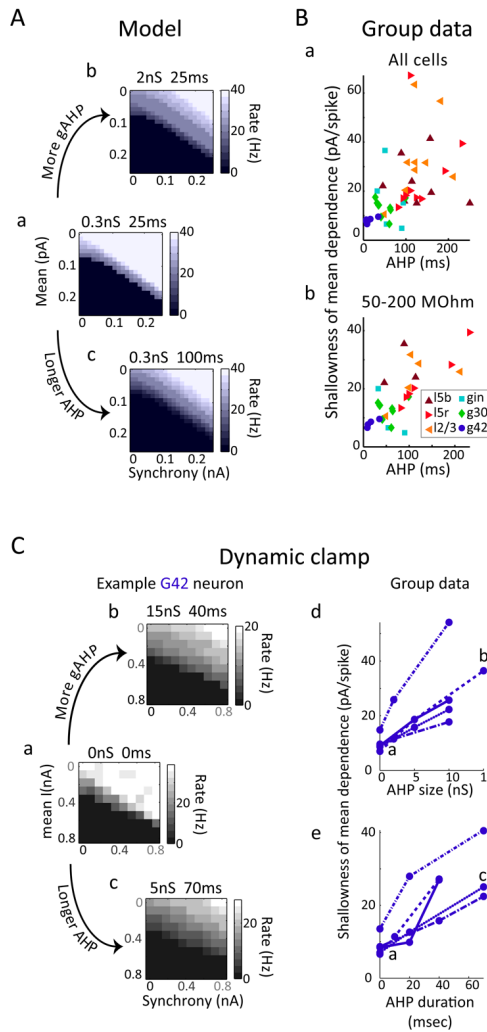 A
Model
b
2nS 25ms
0
0.1
0.2
0 0.1 0.2
40
20
0
Rate (Hz)
More gAHP
a
0.3nS 25ms
Mean (pA)
0
0.1
0.2
0 0.1 0.2
40
20
0
Rate (Hz)
Longer AHP
c
0.3nS 100ms
0
0.1
0.2
0 0.1 0.2
Synchrony (nA)
40
20
0
Rate (Hz)
B
Group data
a
All cells
Shallowness of mean dependence (pA/spike)
60
40
20
0
0 100 200
AHP (ms)
b
50-200 MOhm
40
20
0
0 100 200
AHP (ms)
l5b gin
l5r g30
l2/3 g42
C
Dynamic clamp
Example G42 neuron
b
15nS 40ms
0
0.4
0.8
0 0.4 0.8
20
0
Rate (Hz)
More gAHP
a
0nS 0ms
mean I(nA)
0
0.4
0.8
0 0.4 0.8
0
Rate (Hz)
Longer AHP
c
5nS 70ms
0
0.4
0.8
0 0.4 0.8
Synchrony (nA)
20
0
Rate (Hz)
Group data
d
Shallowness of mean dependence (pA/spike)
40
20
0
a
b
0 5 10 1
AHP size (nS)
e
40
20
0
a
c
0 20 40 60
AHP duration
(msec)